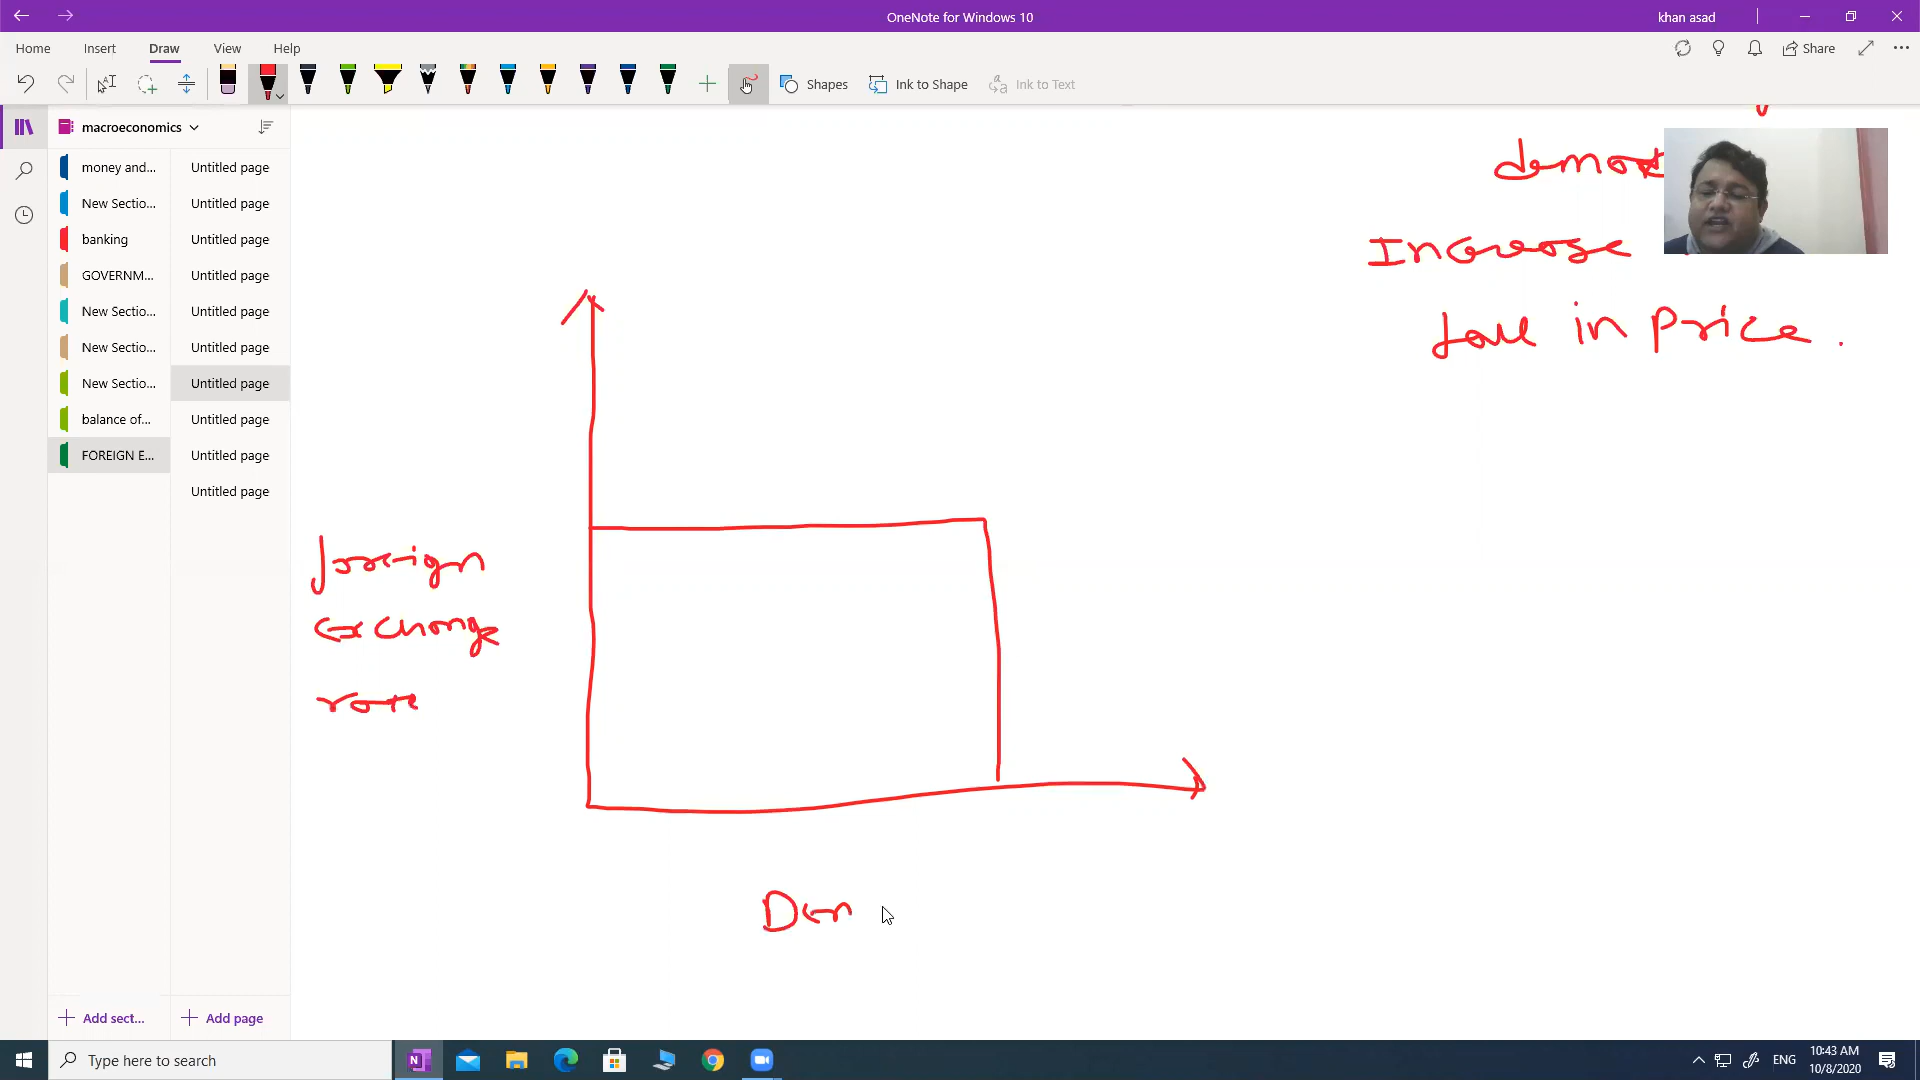 OneNote for Windows 10
khan asad
Home Insert Draw View Help
Share
Shapes
Ink to Shape
Ink to Text
macroeconomics
money and...
New Sectio...
banking
GOVERNM...
New Sectio...
New Sectio...
New Sectio...
balance of...
FOREIGN E...
Untitled page
Untitled page
Untitled page
Untitled page
Untitled page
Untitled page
Untitled page
Untitled page
Untitled page
Untitled page
Increase
fall in price.
foreign
exchange
rate
Dem
Add sect...
Add page
Type here to search
ENG
10:43 AM
10/8/2020